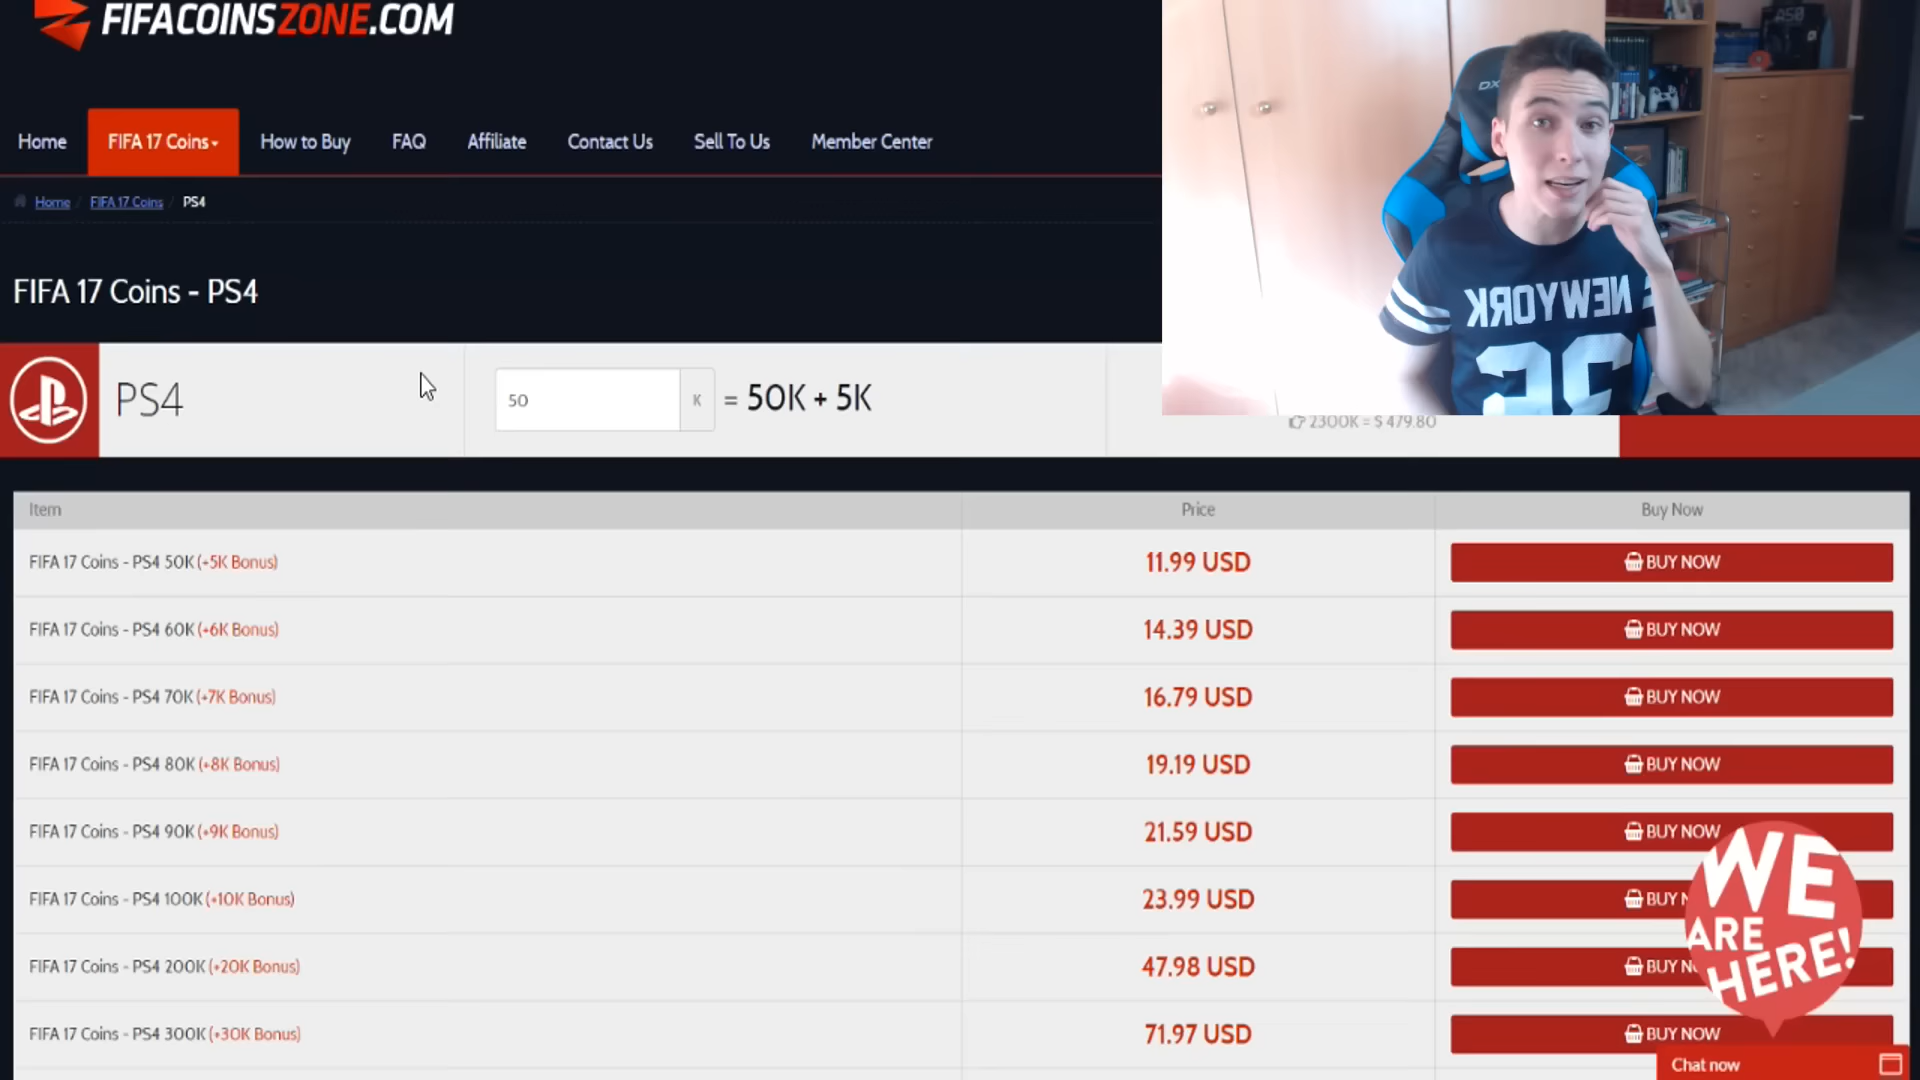 FIFACOINSZONE.COM
Home
FIFA 17 Coins
How to Buy
FAQ
Affiliate
Contact Us
Sell To Us
Member Center
Home / FIFA 17 Coins / PS4
FIFA 17 Coins - PS4
PS4
50 K = 50K + 5K
2300K = $ 479.80
DX
NEWYORK
Item Price Buy Now
FIFA 17 Coins - PS4 50K (+5K Bonus) 11.99 USD BUY NOW
FIFA 17 Coins - PS4 60K (+6K Bonus) 14.39 USD BUY NOW
FIFA 17 Coins - PS4 70K (+7K Bonus) 16.79 USD BUY NOW
FIFA 17 Coins - PS4 80K (+8K Bonus) 19.19 USD BUY NOW
FIFA 17 Coins - PS4 90K (+9K Bonus) 21.59 USD BUY NOW
FIFA 17 Coins - PS4 100K (+10K Bonus) 23.99 USD BUY
FIFA 17 Coins - PS4 200K (+20K Bonus) 47.98 USD BUY
FIFA 17 Coins - PS4 300K (+30K Bonus) 71.97 USD BUY NOW
WE
ARE
HERE!
Chat now